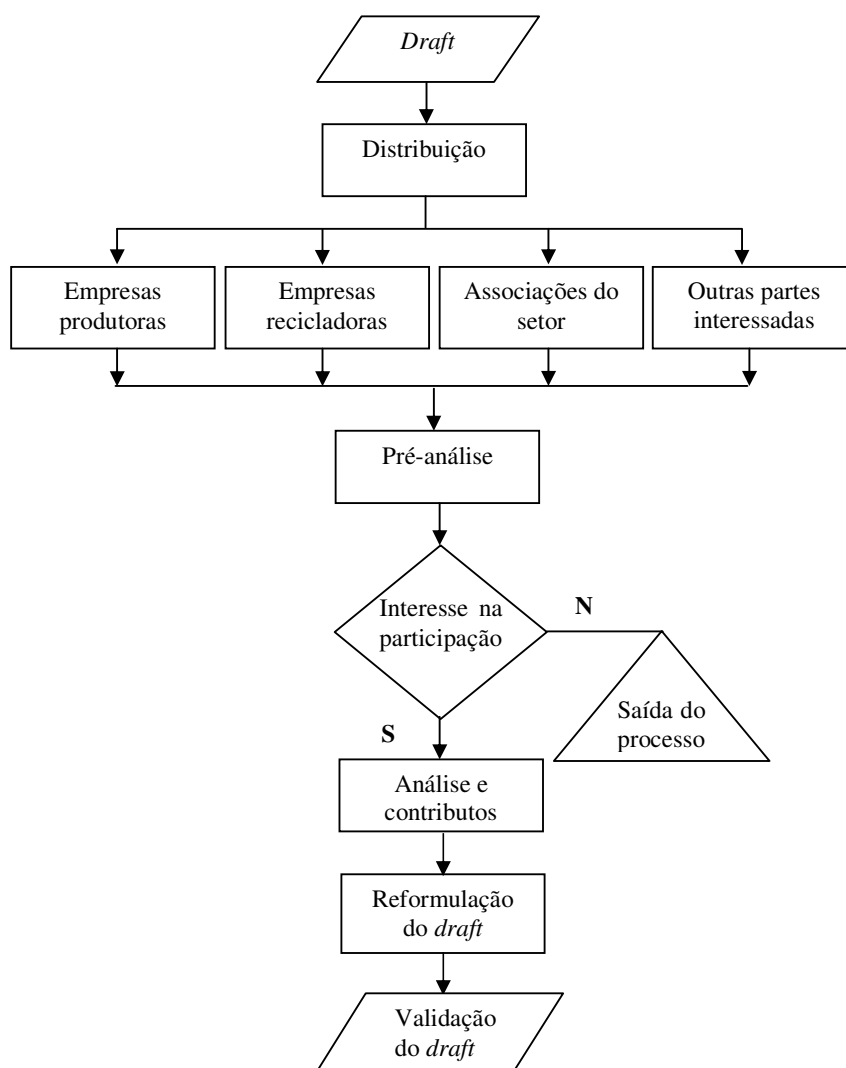 Draft
Distribuição
Empresas
produtoras
Empresas
recicladoras
Associações do
setor
Outras partes
interessadas
Pré-análise
Interesse na
participação
N
Saída do
processo
S
Análise e
contributos
Reformulação
do draft
Validação
do draft